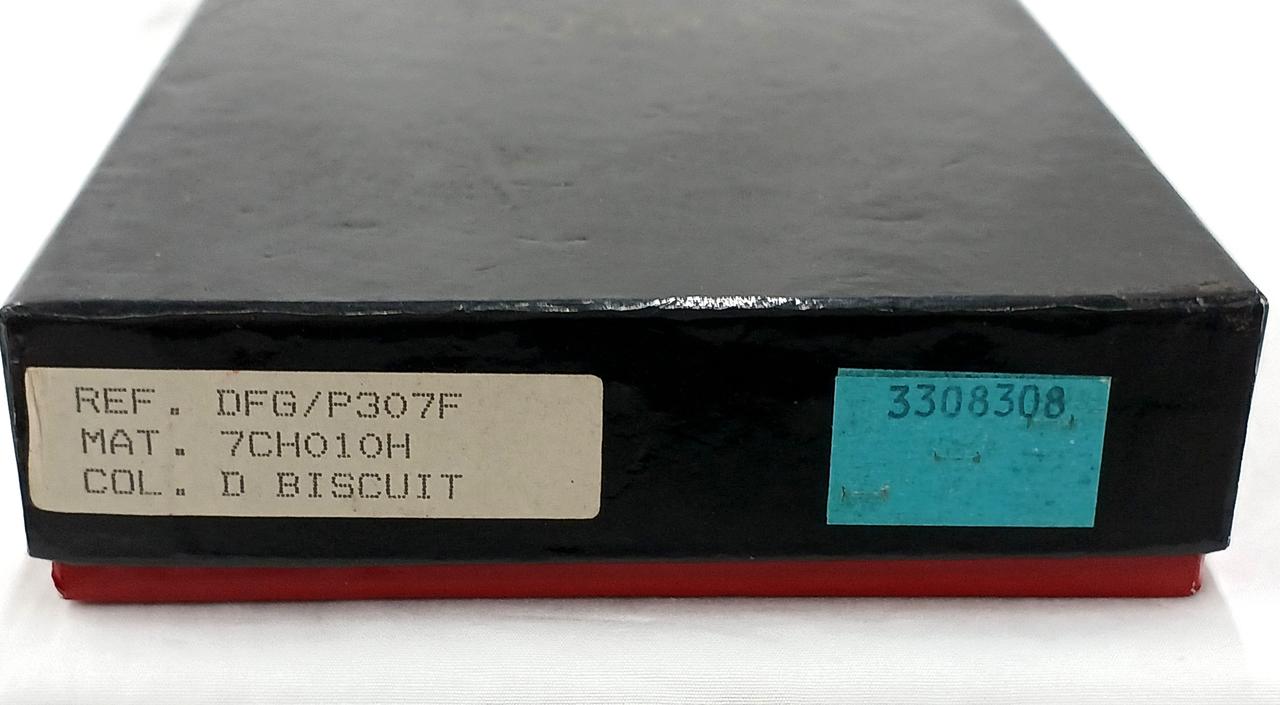 REF. DFG/P307F
MAT. 7CH010H
COL. D BISCUIT
3308308